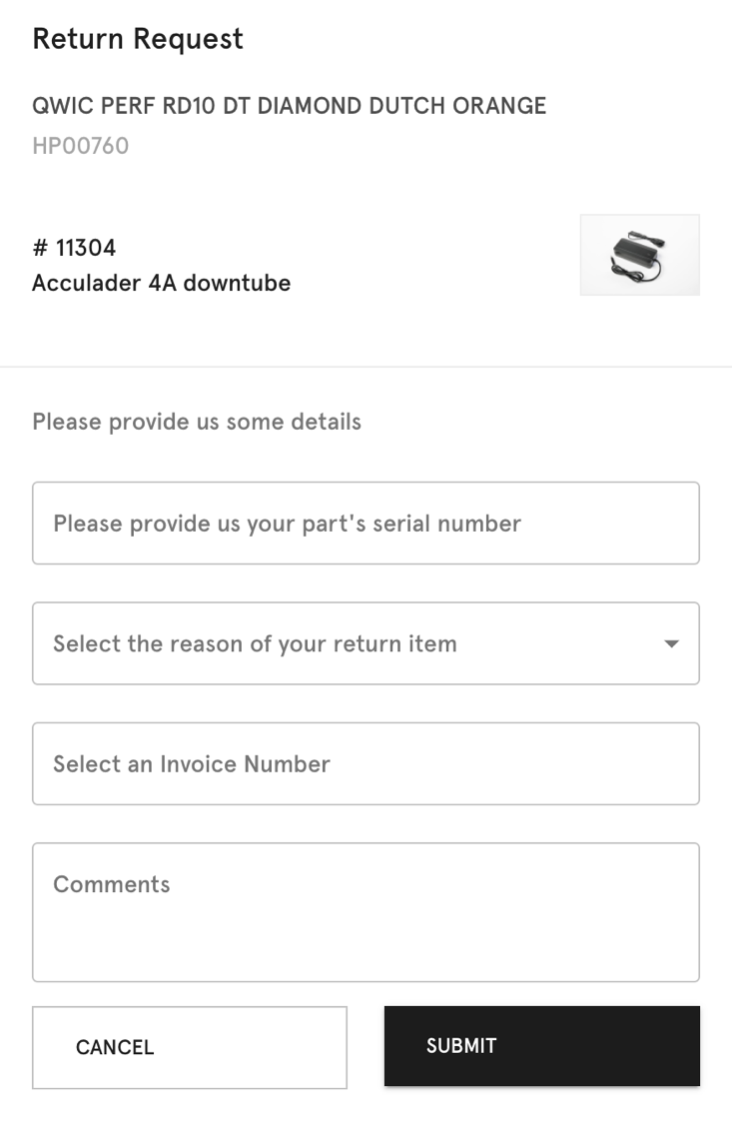 Return Request
QWIC PERF RD10 DT DIAMOND DUTCH ORANGE
HP00760
# 11304
Acculader 4A downtube
Please provide us some details
Please provide us your part's serial number
Select the reason of your return item
Select an Invoice Number
Comments
CANCEL
SUBMIT